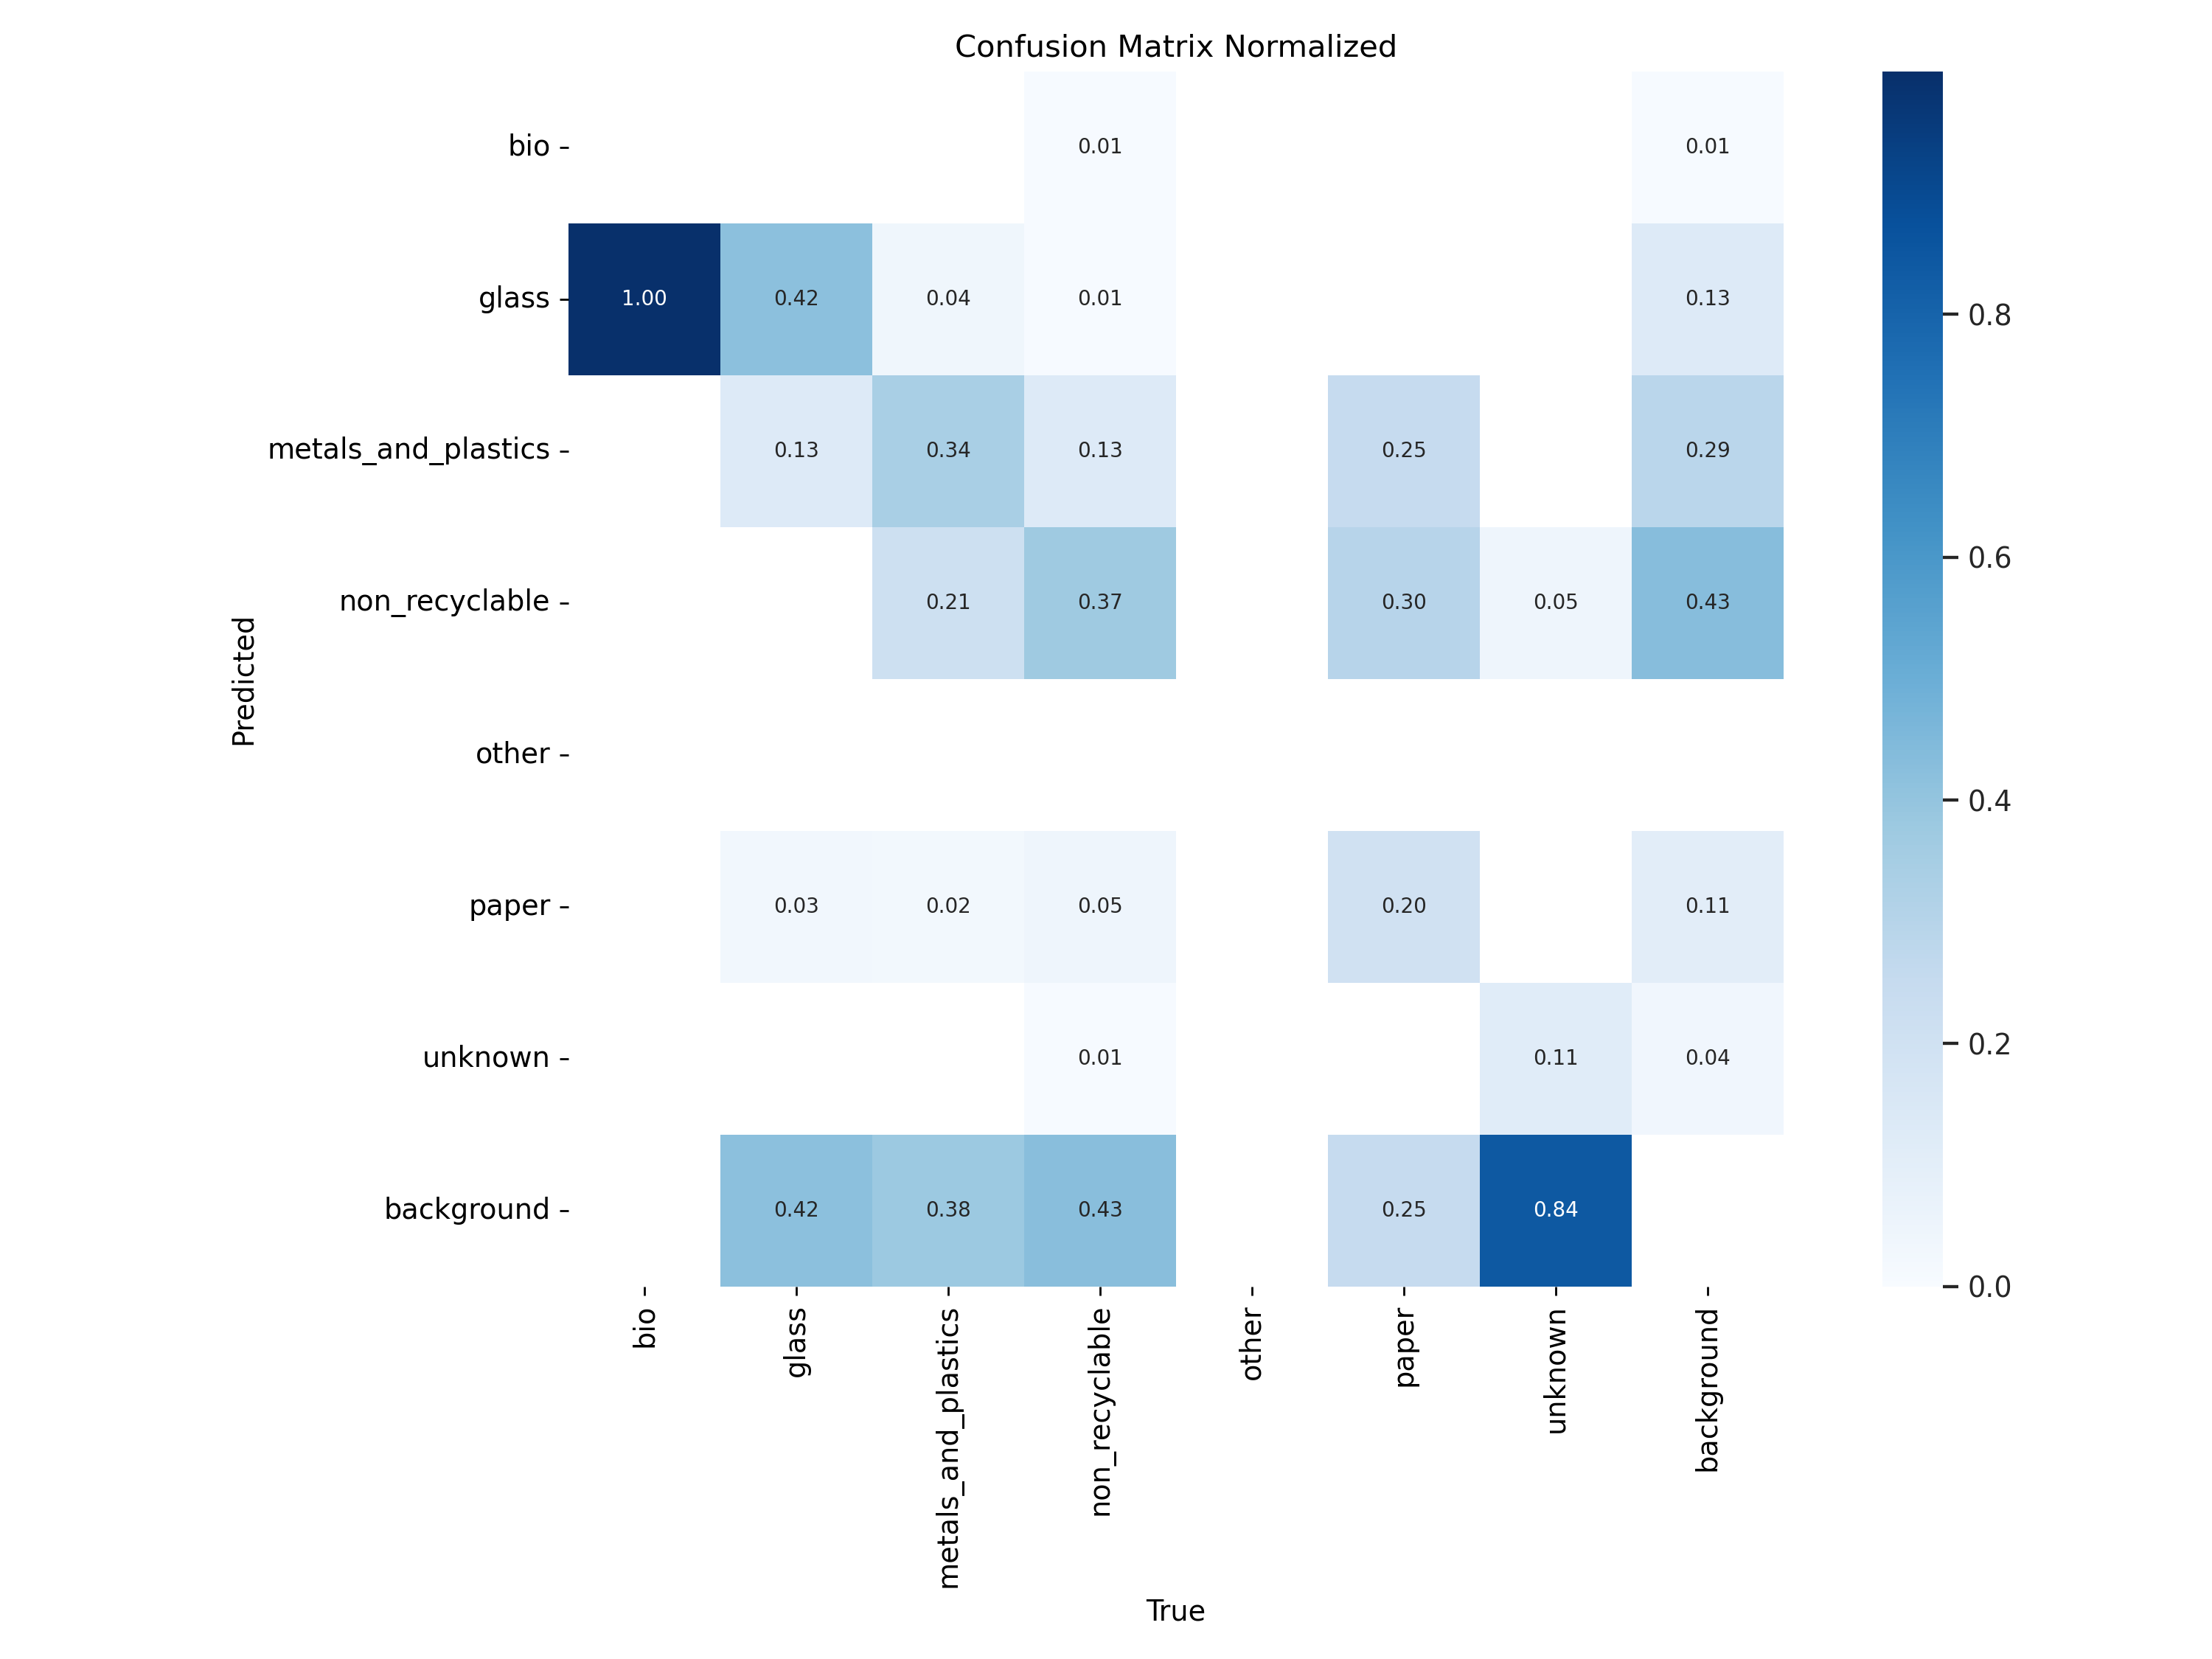 Confusion Matrix Normalized
Predicted
bio 0.01 0.01
glass 1.00 0.42 0.04 0.01 0.13
metals_and_plastics 0.13 0.34 0.13 0.25 0.29
non_recyclable 0.21 0.37 0.30 0.05 0.43
other
paper 0.03 0.02 0.05 0.20 0.11
unknown 0.01 0.11 0.04
background 0.42 0.38 0.43 0.25 0.84
bio glass metals_and_plastics non_recyclable other paper unknown background
True
0.8
0.6
0.4
0.2
0.0